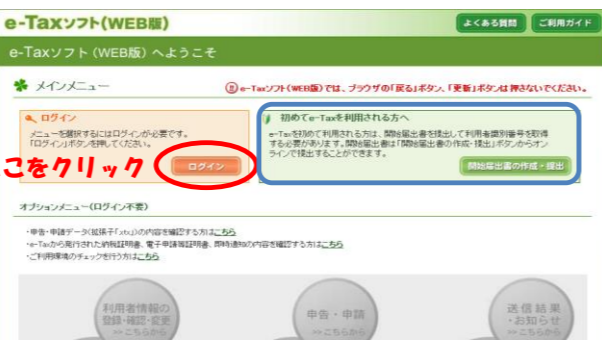 e-Taxソフト(WEB版)
よくある質問
ご利用ガイド
e-Taxソフト(WEB版)へようこそ
メインメニュー
e-Taxソフト(WEB版)では、ブラウザの「戻る」ボタン、「更新」ボタンは押さないでください。
ログイン
メニューを選択するにはログインが必要です。
「ログイン」ボタンを押してください。
こをクリック
ログイン
初めてe-Taxを利用される方へ
e-Taxを初めて利用される方は、開始届出書を提出して利用者識別番号を取得
する必要があります。開始届出書は「開始届出書の作成・提出」ボタンからオン
ラインで提出することができます。
開始届出書の作成・提出
オプションメニュー(ログイン不要)
・申告・申請データ(拡張子「.xtx」)の内容を確認する方はこちら
・e-Taxから発行された納税証明書、電子申請等証明書、即時通知の内容を確認する方はこちら
・ご利用環境のチェックを行う方はこちら
利用者情報の
登録・確認・変更
>>こちらから
申告・申請
>>こちらから
送信結果
・お知らせ
>>こちらから